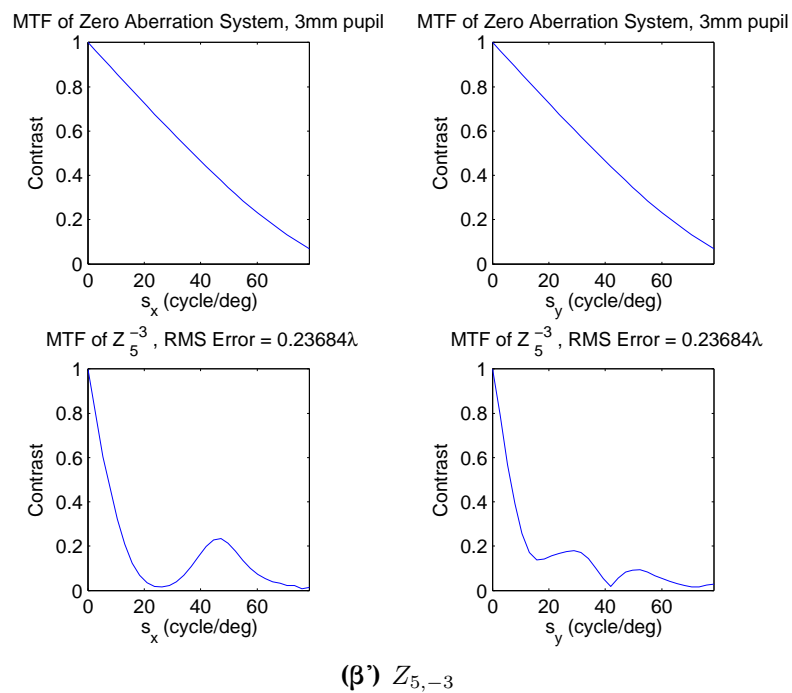 MTF of Zero Aberration System, 3mm pupil
1
0.8
0.6
0.4
0.2
0
Contrast
0 20 40 60
s_x (cycle/deg)
MTF of Zero Aberration System, 3mm pupil
1
0.8
0.6
0.4
0.2
0
Contrast
0 20 40 60
s_y (cycle/deg)
MTF of Z_5^{-3}, RMS Error = 0.23684λ
1
0.8
0.6
0.4
0.2
0
Contrast
0 20 40 60
s_x (cycle/deg)
MTF of Z_5^{-3}, RMS Error = 0.23684λ
1
0.8
0.6
0.4
0.2
0
Contrast
0 20 40 60
s_y (cycle/deg)
(β') Z_{5,-3}